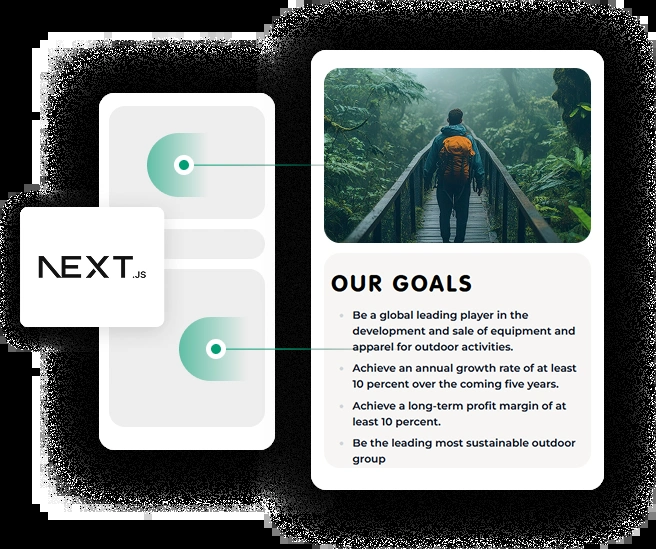 NEXT.JS
OUR GOALS
Be a global leading player in the
development and sale of equipment and
apparel for outdoor activities.
Achieve an annual growth rate of at least
10 percent over the coming five years.
Achieve a long-term profit margin of at
least 10 percent.
Be the leading most sustainable outdoor
group